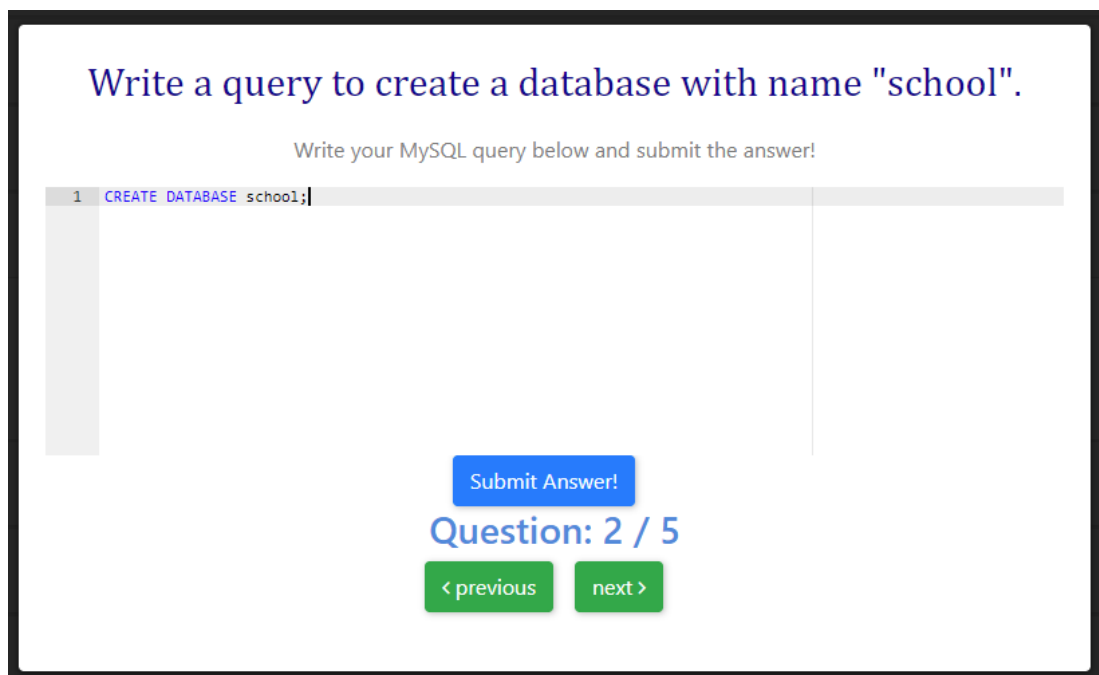 Write a query to create a database with name "school".
Write your MySQL query below and submit the answer!
1 CREATE DATABASE school;
Submit Answer!
Question: 2 / 5
‹ previous next ›